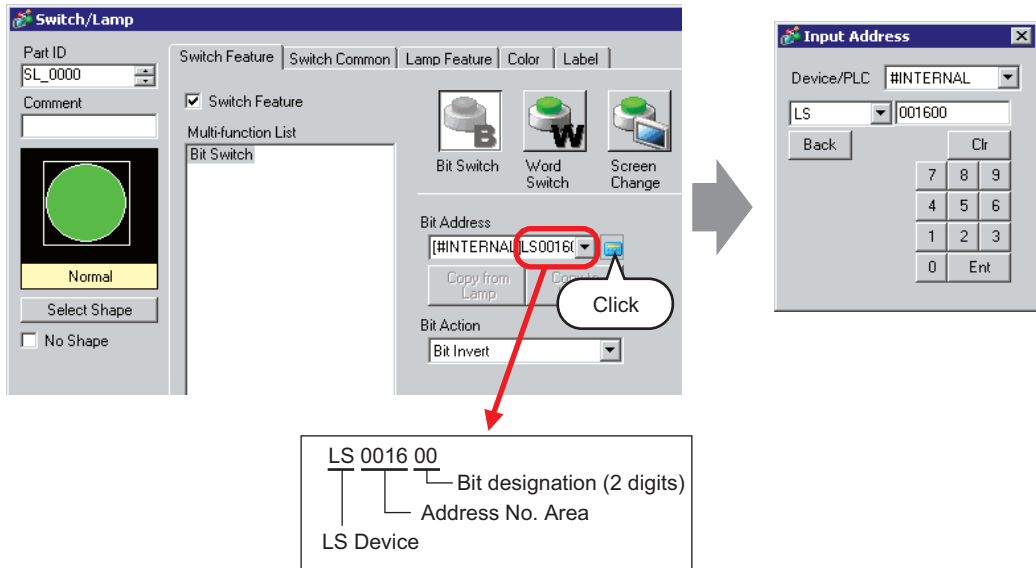 Switch/Lamp
Part ID
SL_0000
Comment
Normal
Select Shape
No Shape
Switch Feature Switch Common Lamp Feature Color Label
Switch Feature
Multi-function List
Bit Switch
B
W
Bit Switch
Word
Switch
Screen
Change
Bit Address
[#INTERNAL]LS00160
Copy from
Lamp
Copy to
Click
Bit Action
Bit Invert
Input Address
Device/PLC #INTERNAL
LS 001600
Back Clr
7 8 9
4 5 6
1 2 3
0 Ent
LS 0016 00
Bit designation (2 digits)
Address No. Area
LS Device